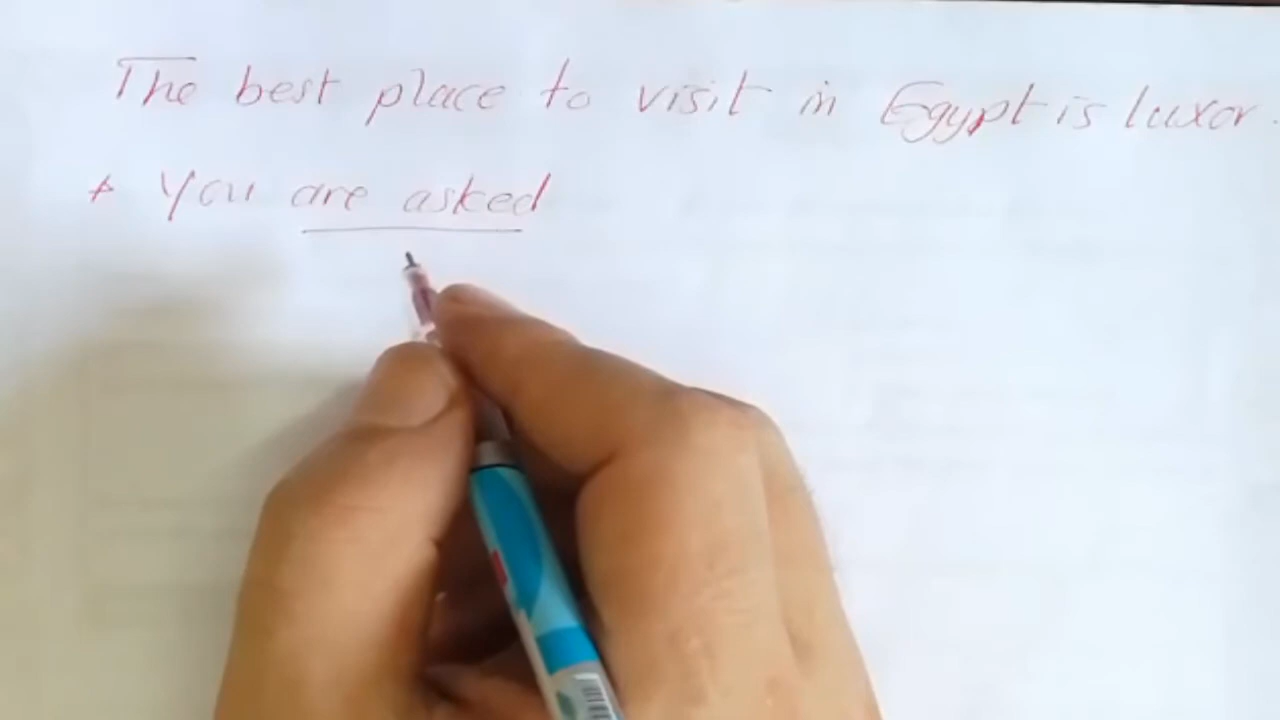 The best place to visit in Egypt is luxor.
* You are asked